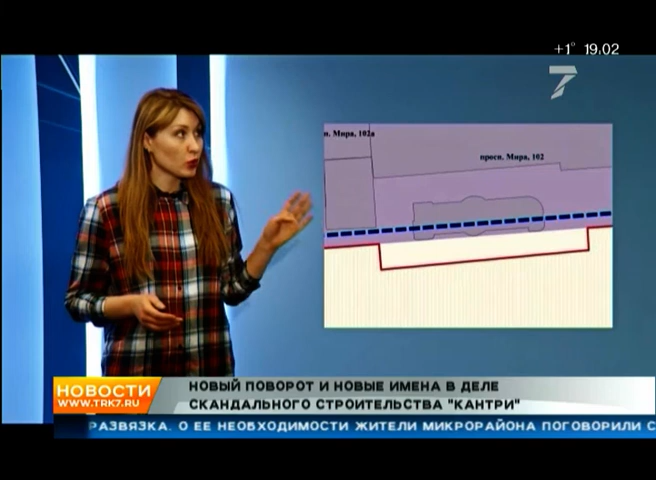 +1° 19.02
7
п. Мира, 102а
просп. Мира, 102
НОВОСТИ
WWW.TRK7.RU
НОВЫЙ ПОВОРОТ И НОВЫЕ ИМЕНА В ДЕЛЕ
СКАНДАЛЬНОГО СТРОИТЕЛЬСТВА "КАНТРИ"
РАЗВЯЗКА. О ЕЕ НЕОБХОДИМОСТИ ЖИТЕЛИ МИКРОРАЙОНА ПОГОВОРИЛИ С